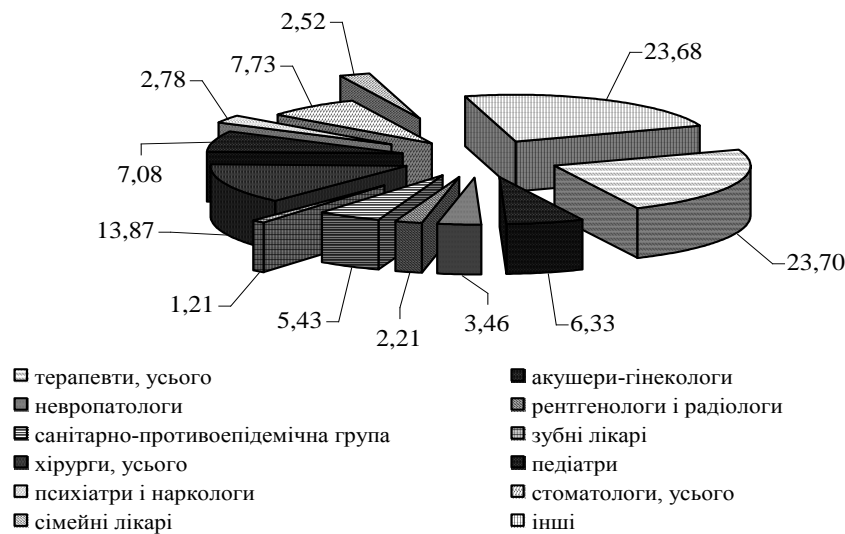 2,52
23,68
7,73
2,78
7,08
13,87
23,70
1,21
5,43
3,46
6,33
2,21
терапевти, усього
акушери-гінекологи
невропатологи
рентгенологи і радіологи
санітарно-противоепідемічна група
зубні лікарі
хірурги, усього
педіатри
психіатри і наркологи
стоматологи, усього
сімейні лікарі
інші